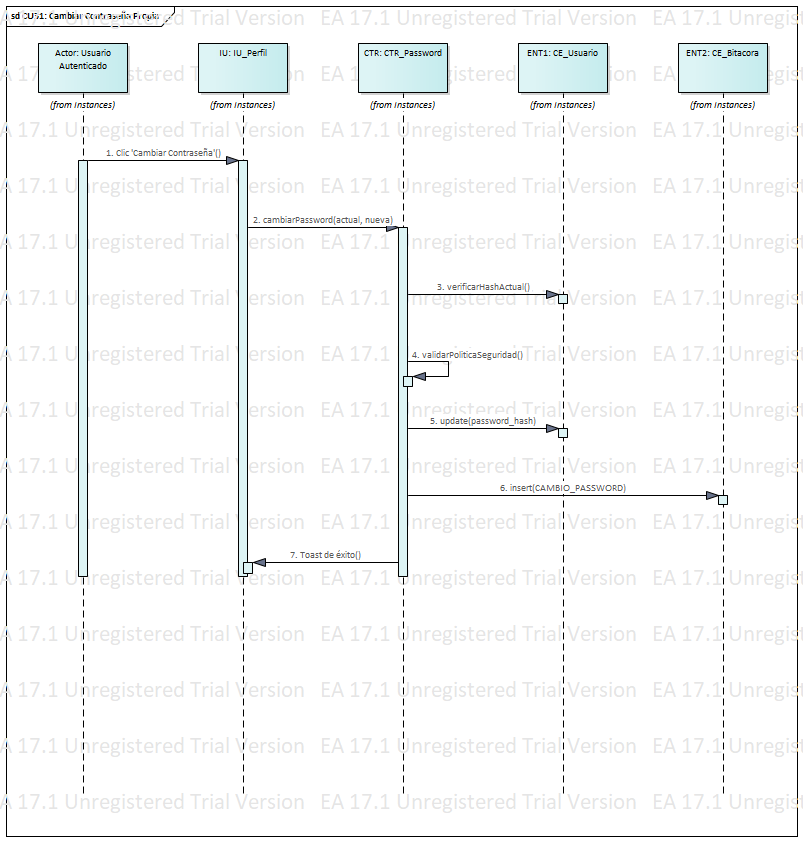 sd CU51: Cambiar Contraseña Propia
Actor: Usuario
Autenticado
IU: IU_Perfil
CTR: CTR_Password
ENT1: CE_Usuario
ENT2: CE_Bitacora
(from Instances)
(from Instances)
(from Instances)
(from Instances)
(from Instances)
1. Clic 'Cambiar Contraseña'()
2. cambiarPassword(actual, nueva)
3. verificarHashActual()
4. validarPoliticaSeguridad()
5. update(password_hash)
6. insert(CAMBIO_PASSWORD)
7. Toast de éxito()
EA 17.1 Unregistered Trial Version